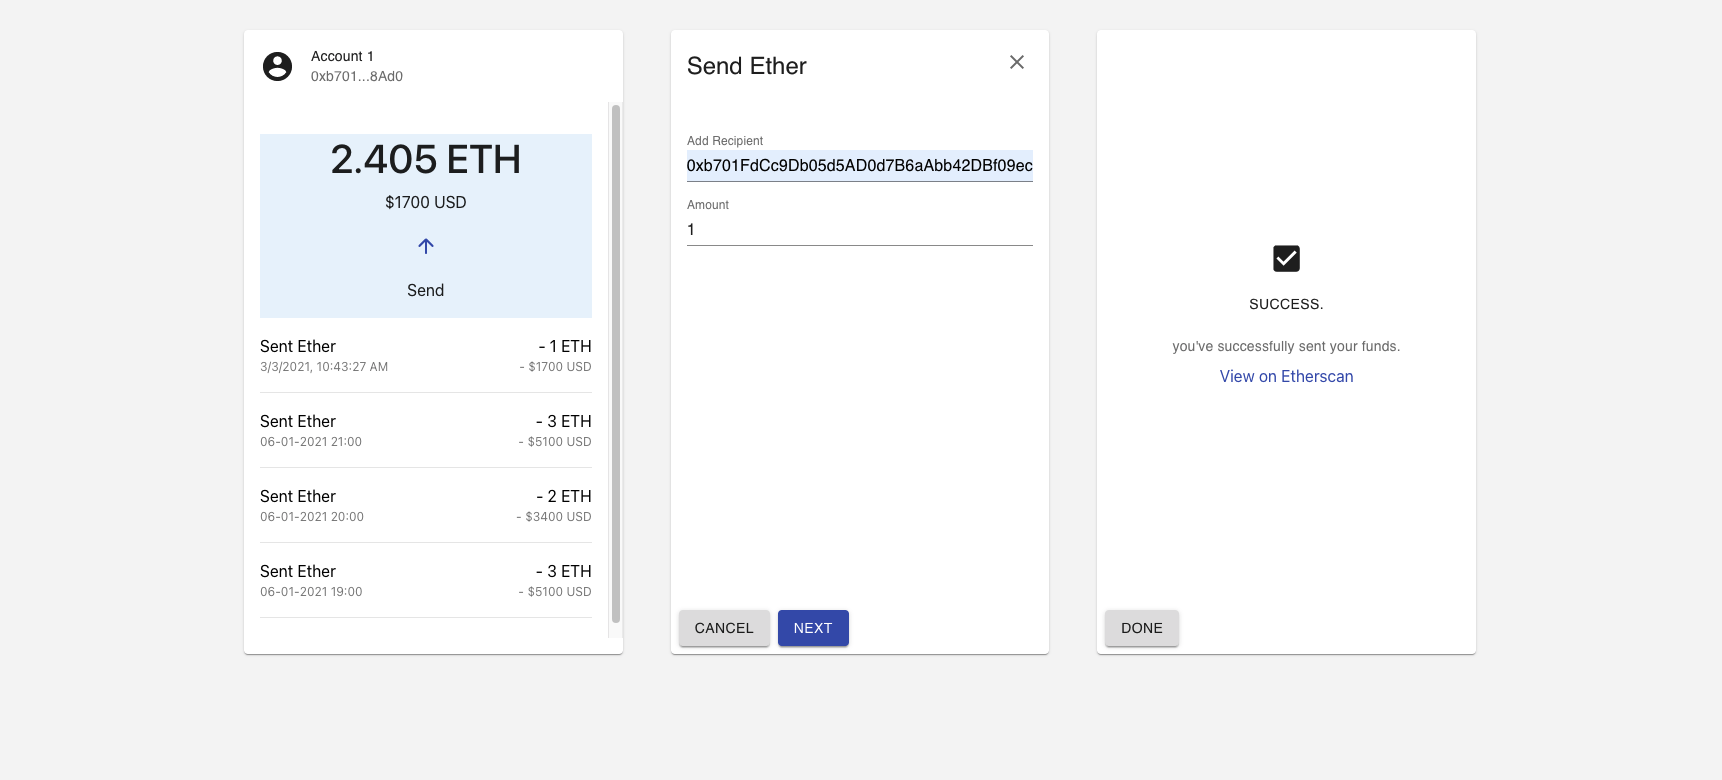 Account 1
0xb701...8Ad0
2.405 ETH
$1700 USD
Send
Sent Ether
- 1 ETH
3/3/2021, 10:43:27 AM
- $1700 USD
Sent Ether
- 3 ETH
06-01-2021 21:00
- $5100 USD
Sent Ether
- 2 ETH
06-01-2021 20:00
- $3400 USD
Sent Ether
- 3 ETH
06-01-2021 19:00
- $5100 USD
Send Ether
Add Recipient
0xb701FdCc9Db05d5AD0d7B6aAbb42DBf09ec
Amount
1
CANCEL
NEXT
SUCCESS.
you've successfully sent your funds.
View on Etherscan
DONE